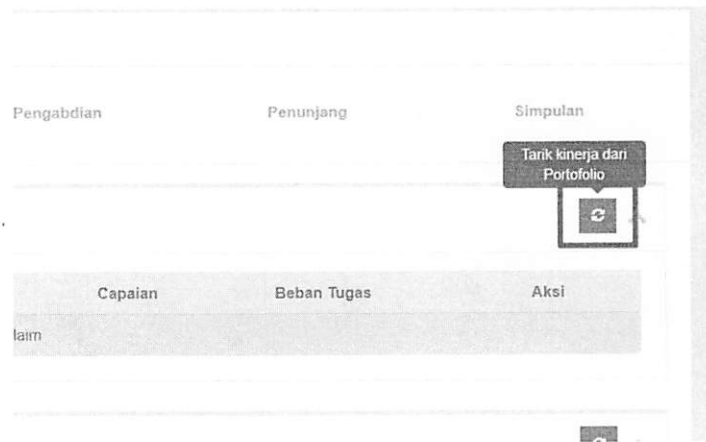 Pengabdian Penunjang Simpulan
Tarik kinerja dari
Portofolio
Capaian Beban Tugas Aksi
laim